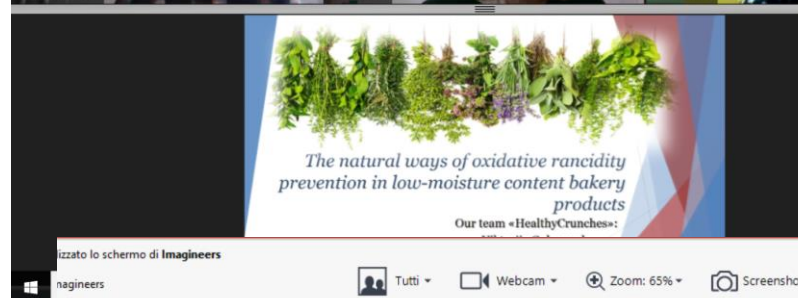 The natural ways of oxidative rancidity
prevention in low-moisture content bakery
products
Our team «HealthyCrunches»:
izzato lo schermo di Imagineers
nagineers
Tutti
Webcam
Zoom: 65%
Screensho